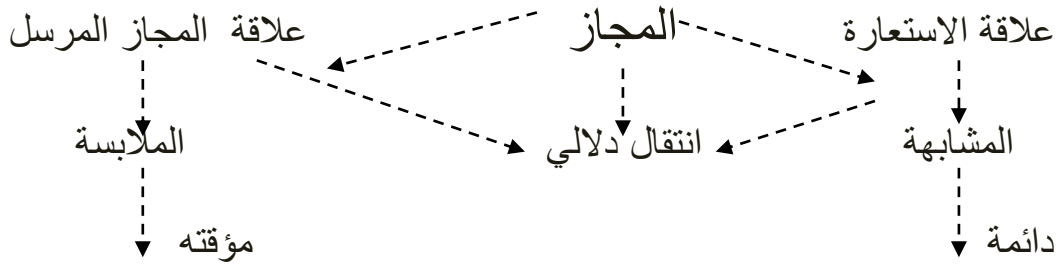 علاقة الاستعارة المجاز علاقة المجاز المرسل
المشابهة انتقال دلالي الملابسة
دائمة مؤقته